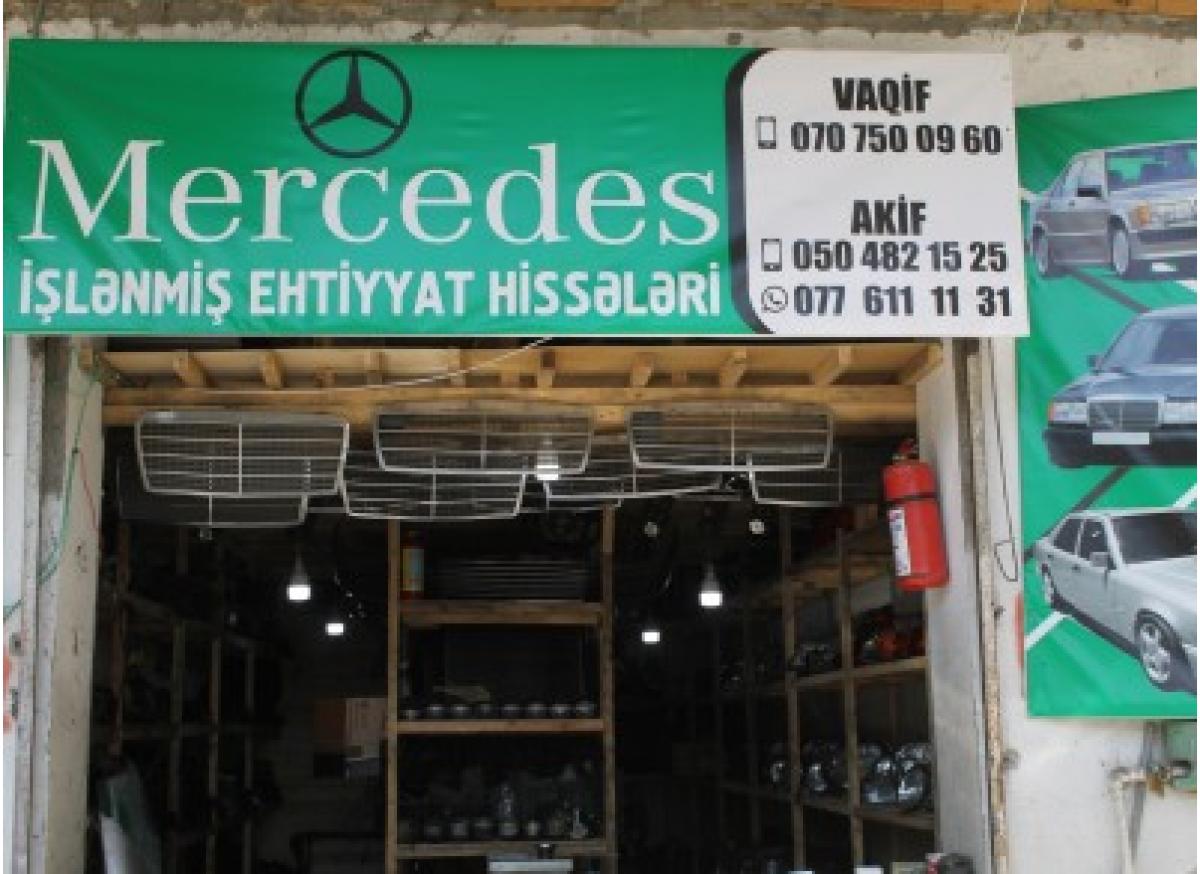 Mercedes
İŞLƏNMİŞ EHTİYYAT HİSSƏLƏRİ
VAQİF
070 750 09 60
AKİF
050 482 15 25
077 611 11 31